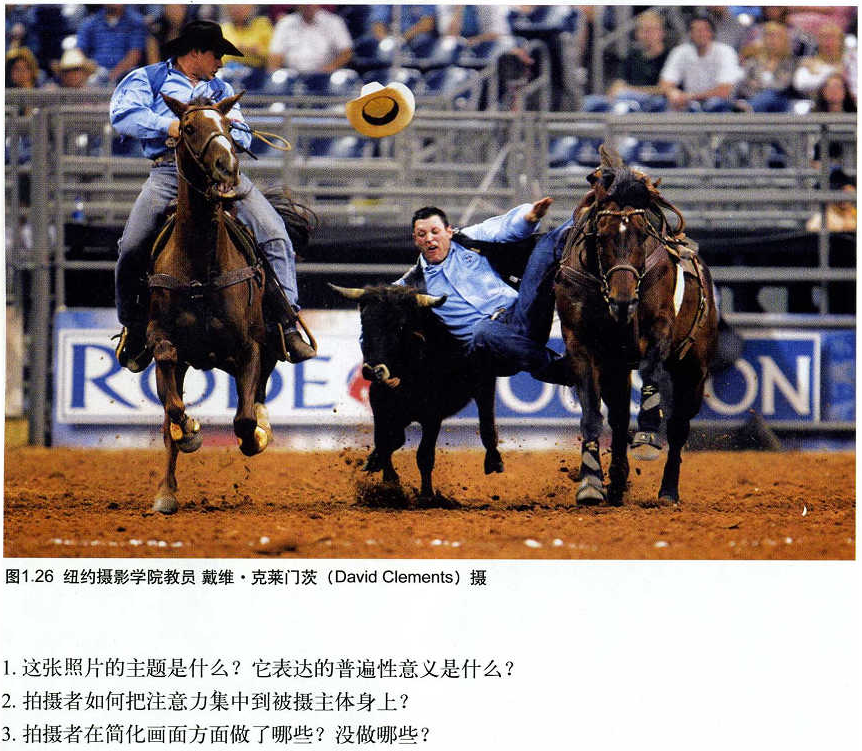 RODEO HOUSTON
图1.26 纽约摄影学院教员 戴维·克莱门茨（David Clements）摄
1. 这张照片的主题是什么？它表达的普遍性意义是什么？
2. 拍摄者如何把注意力集中到被摄主体身上？
3. 拍摄者在简化画面方面做了哪些？没做哪些？